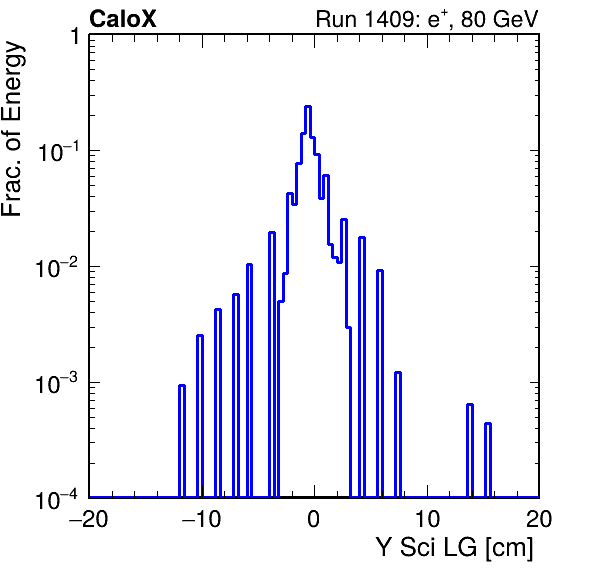 CaloX Run 1409: e⁺, 80 GeV
Frac. of Energy
1
10⁻¹
10⁻²
10⁻³
10⁻⁴
−20 −10 0 10 20
Y Sci LG [cm]